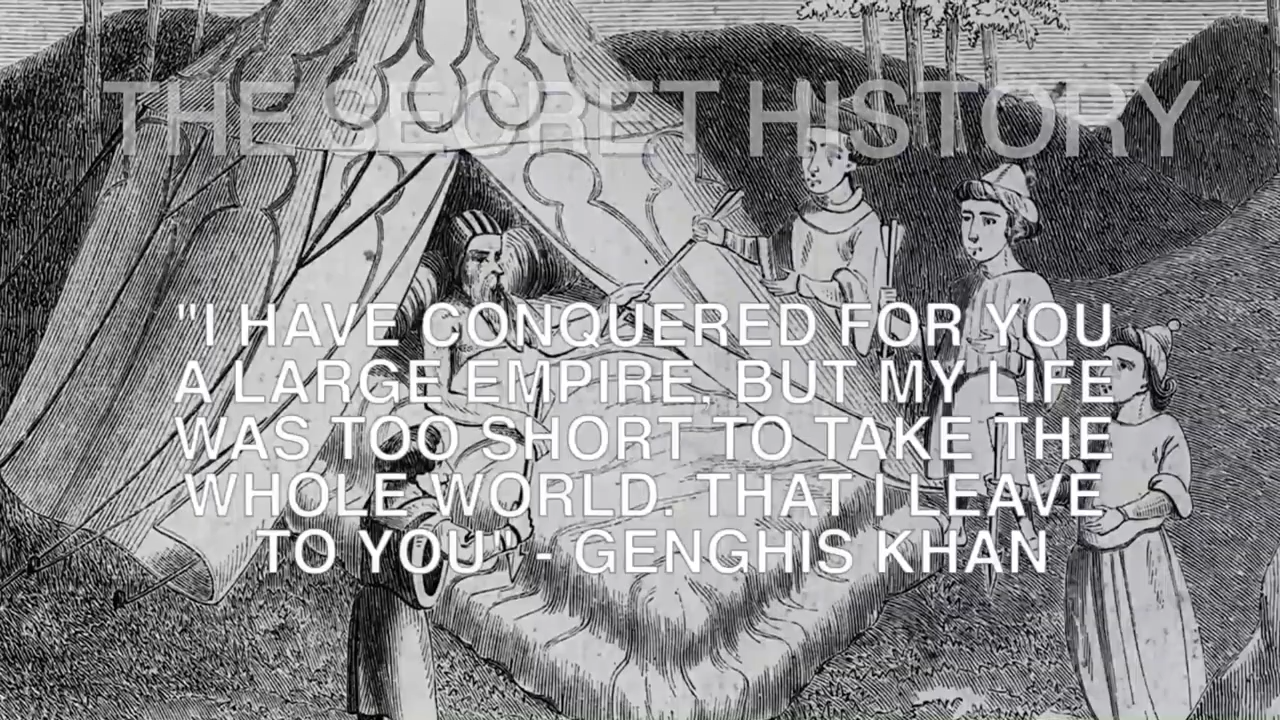 THE SECRET HISTORY
"I HAVE CONQUERED FOR YOU
A LARGE EMPIRE, BUT MY LIFE
WAS TOO SHORT TO TAKE THE
WHOLE WORLD. THAT I LEAVE
TO YOU" - GENGHIS KHAN